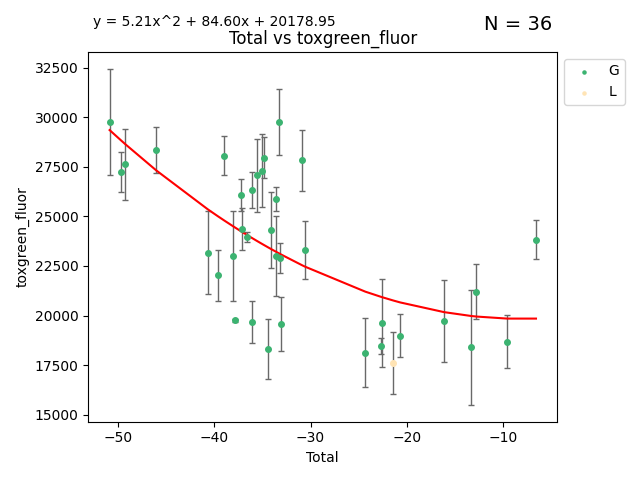 y = 5.21x^2 + 84.60x + 20178.95
N = 36
Total vs toxgreen_fluor
G
L
32500
30000
27500
25000
22500
20000
17500
15000
toxgreen_fluor
−50
−40
−30
−20
−10
Total